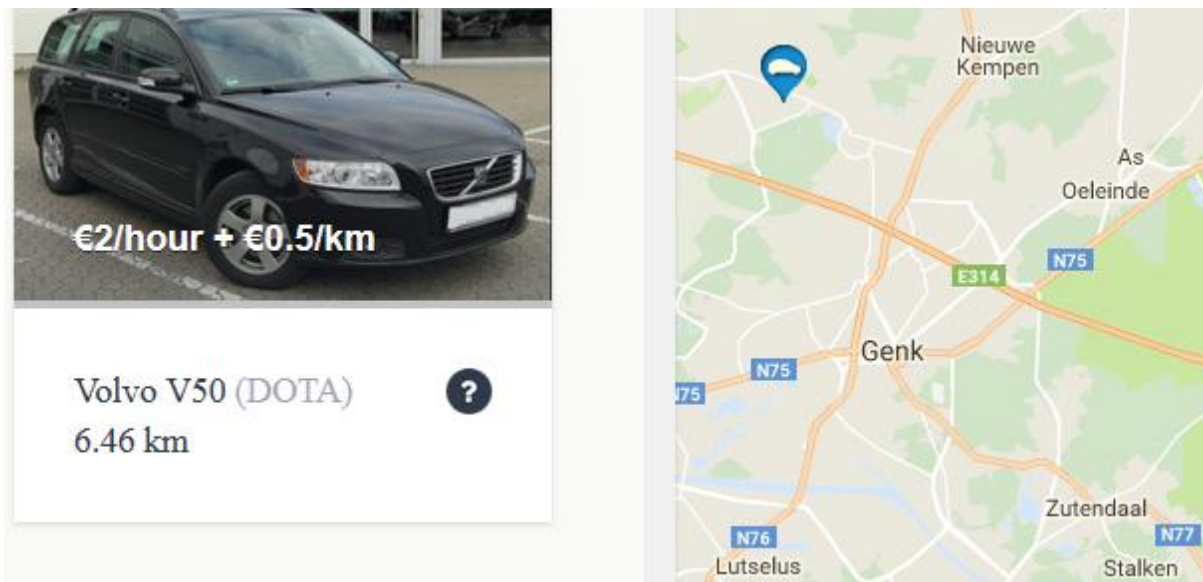 €2/hour + €0.5/km
Volvo V50 (DOTA)
?
6.46 km
Nieuwe
Kempen
As
Oeleinde
N75
E314
Genk
N75
175
Zutendaal
N76
N77
Lutselus
Stalken